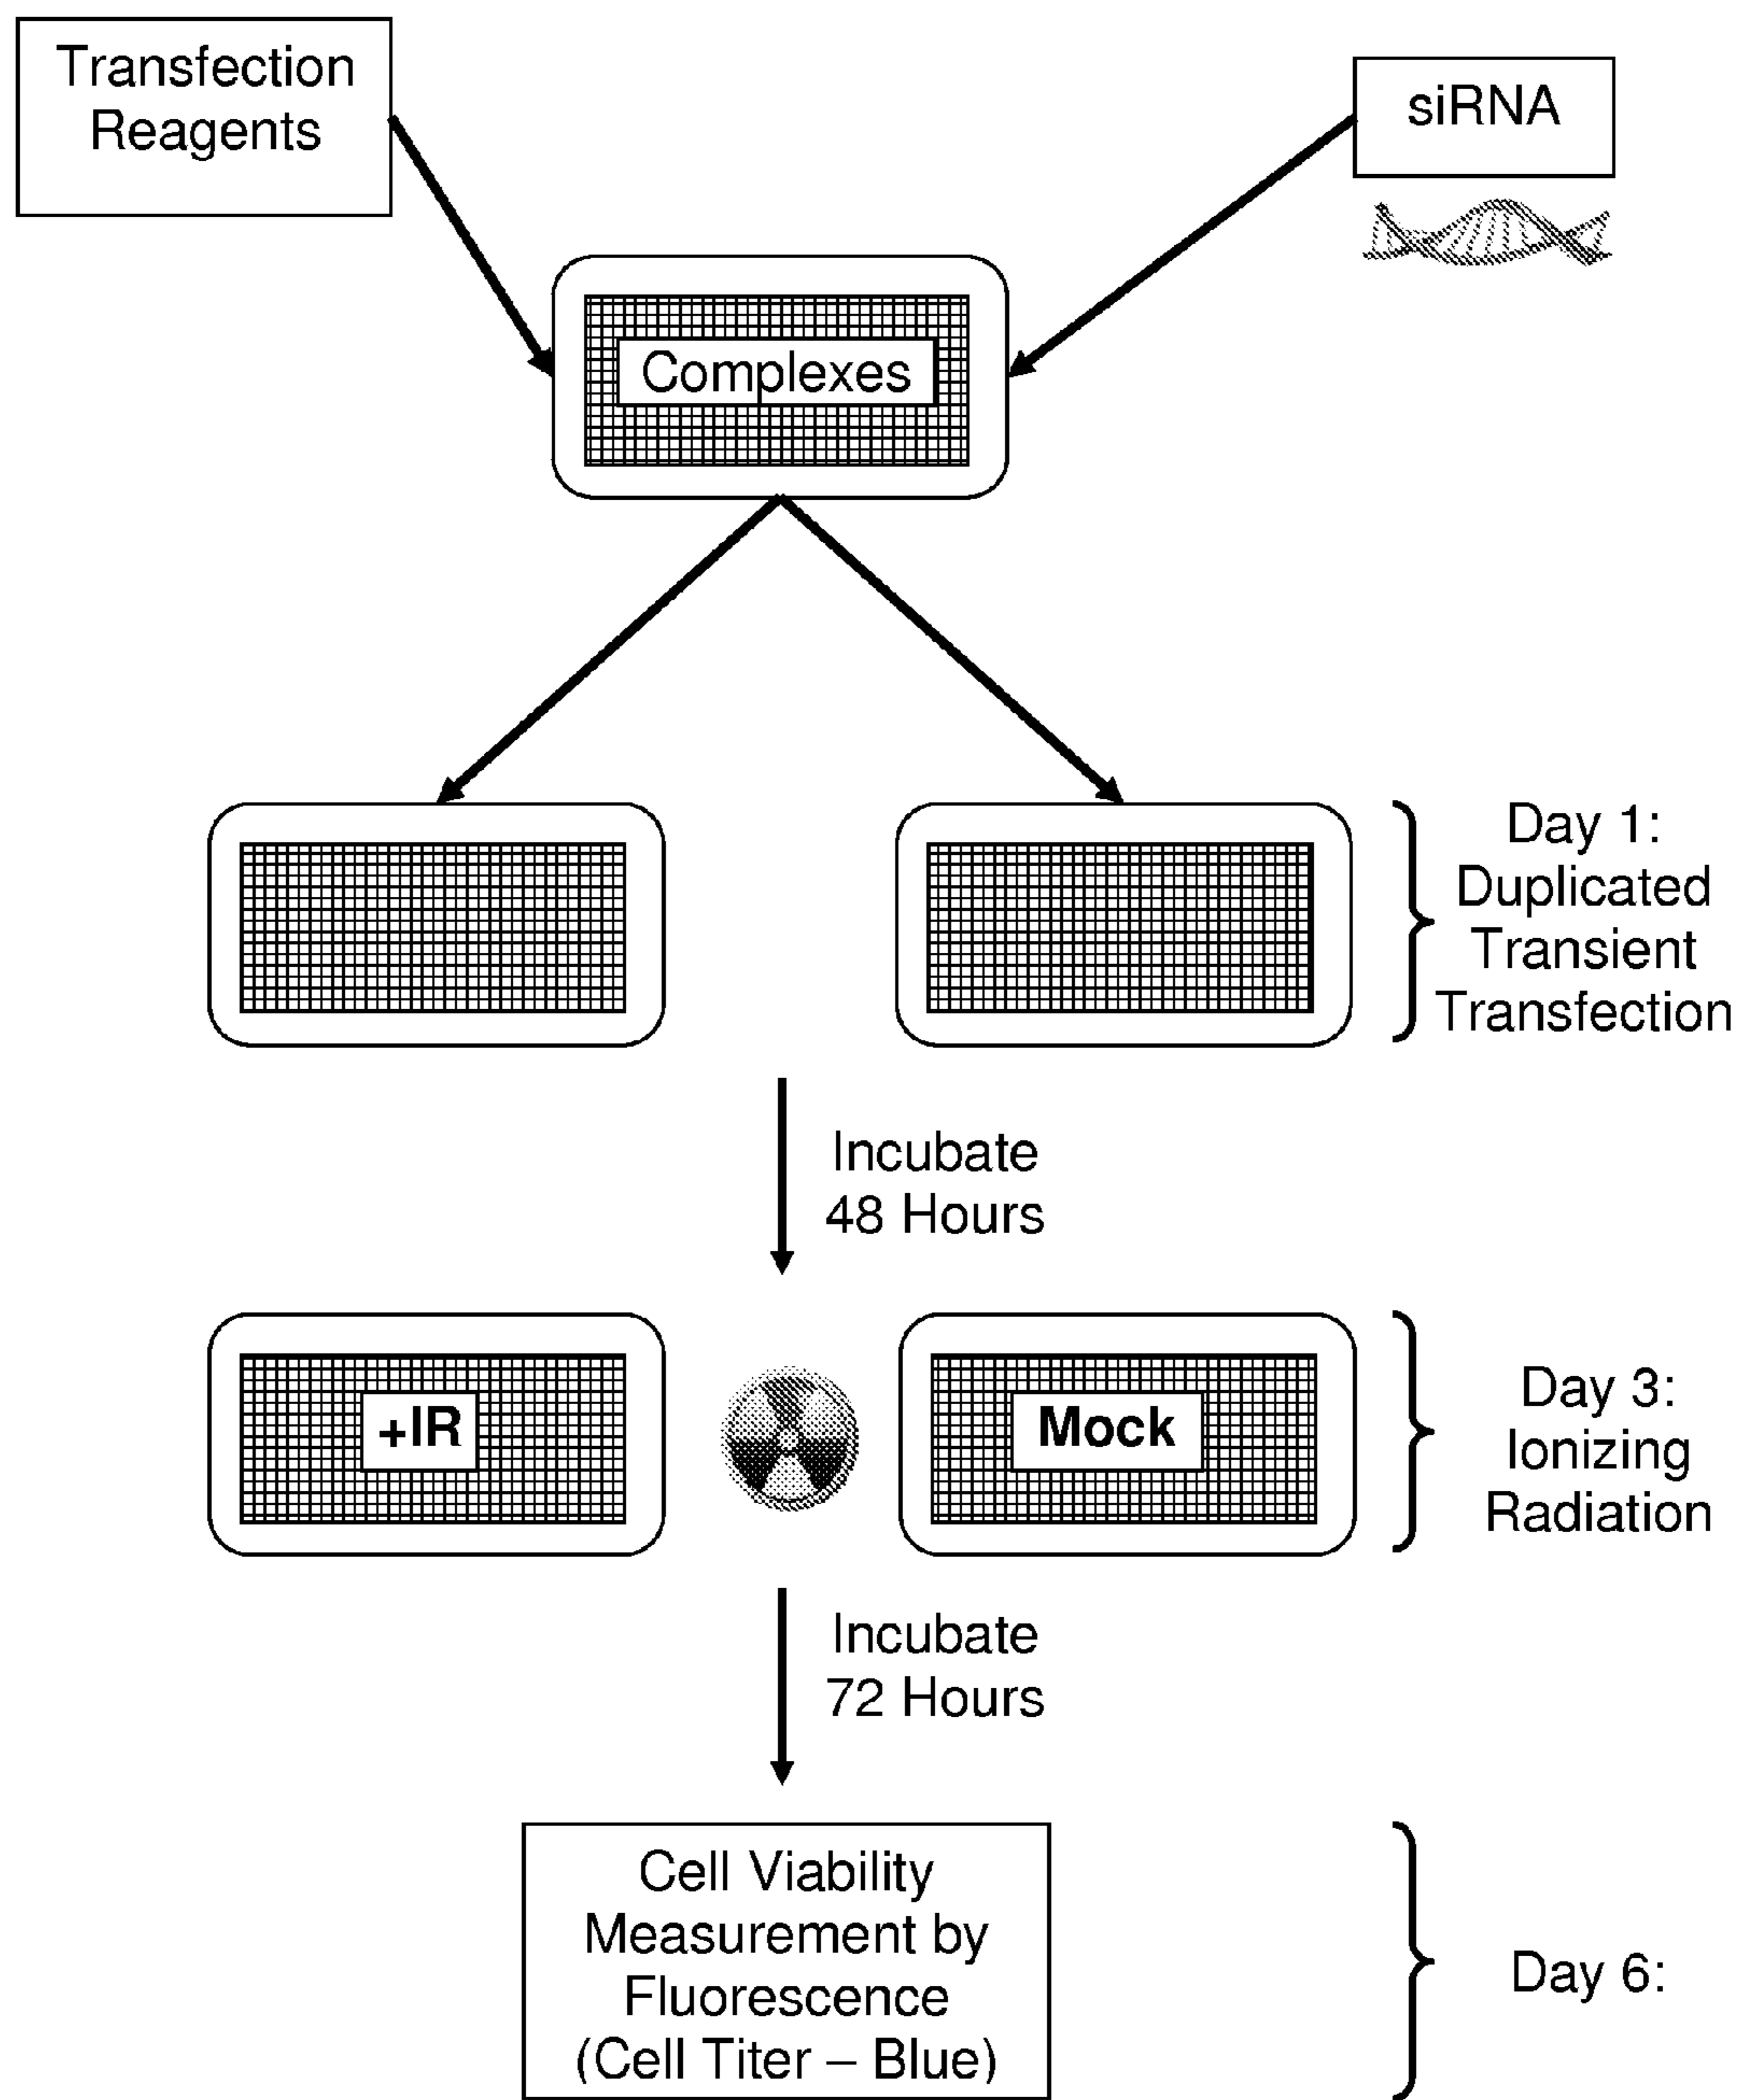 Transfection
Reagents
siRNA
Complexes
Day 1:
Duplicated
Transient
Transfection
Incubate
48 Hours
+IR
Mock
Day 3:
Ionizing
Radiation
Incubate
72 Hours
Cell Viability
Measurement by
Fluorescence
(Cell Titer – Blue)
Day 6: